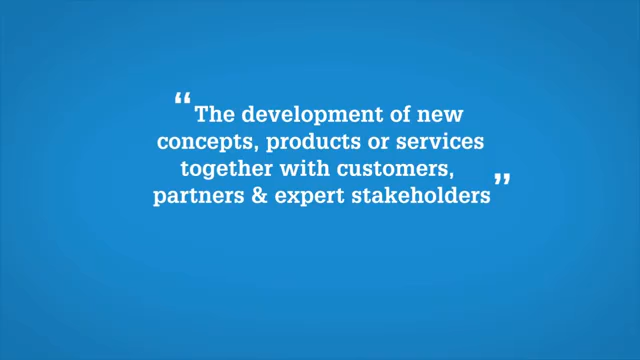 “The development of new
concepts, products or services
together with customers,
partners & expert stakeholders”